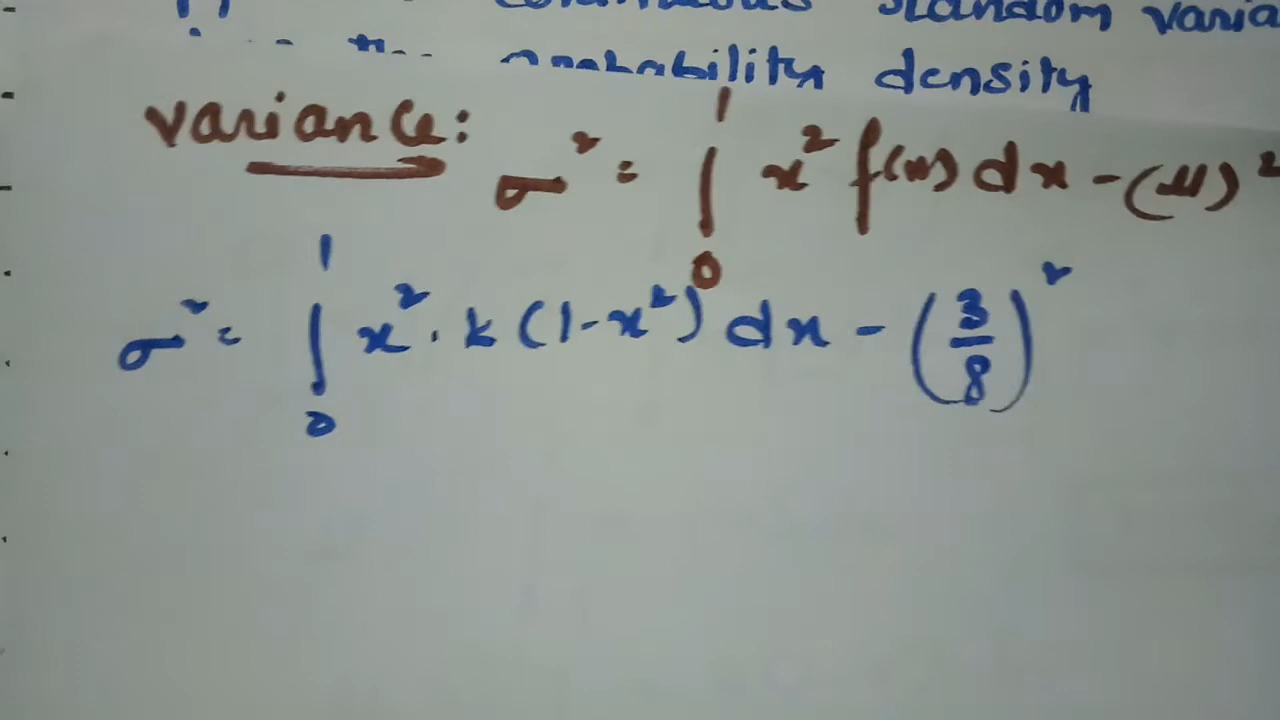 random varia
probability density
variance: σ² = ∫₀¹ x² f(x) dx - (μ)²
σ² = ∫₀¹ x² . k (1-x²) dx - (3/8)²